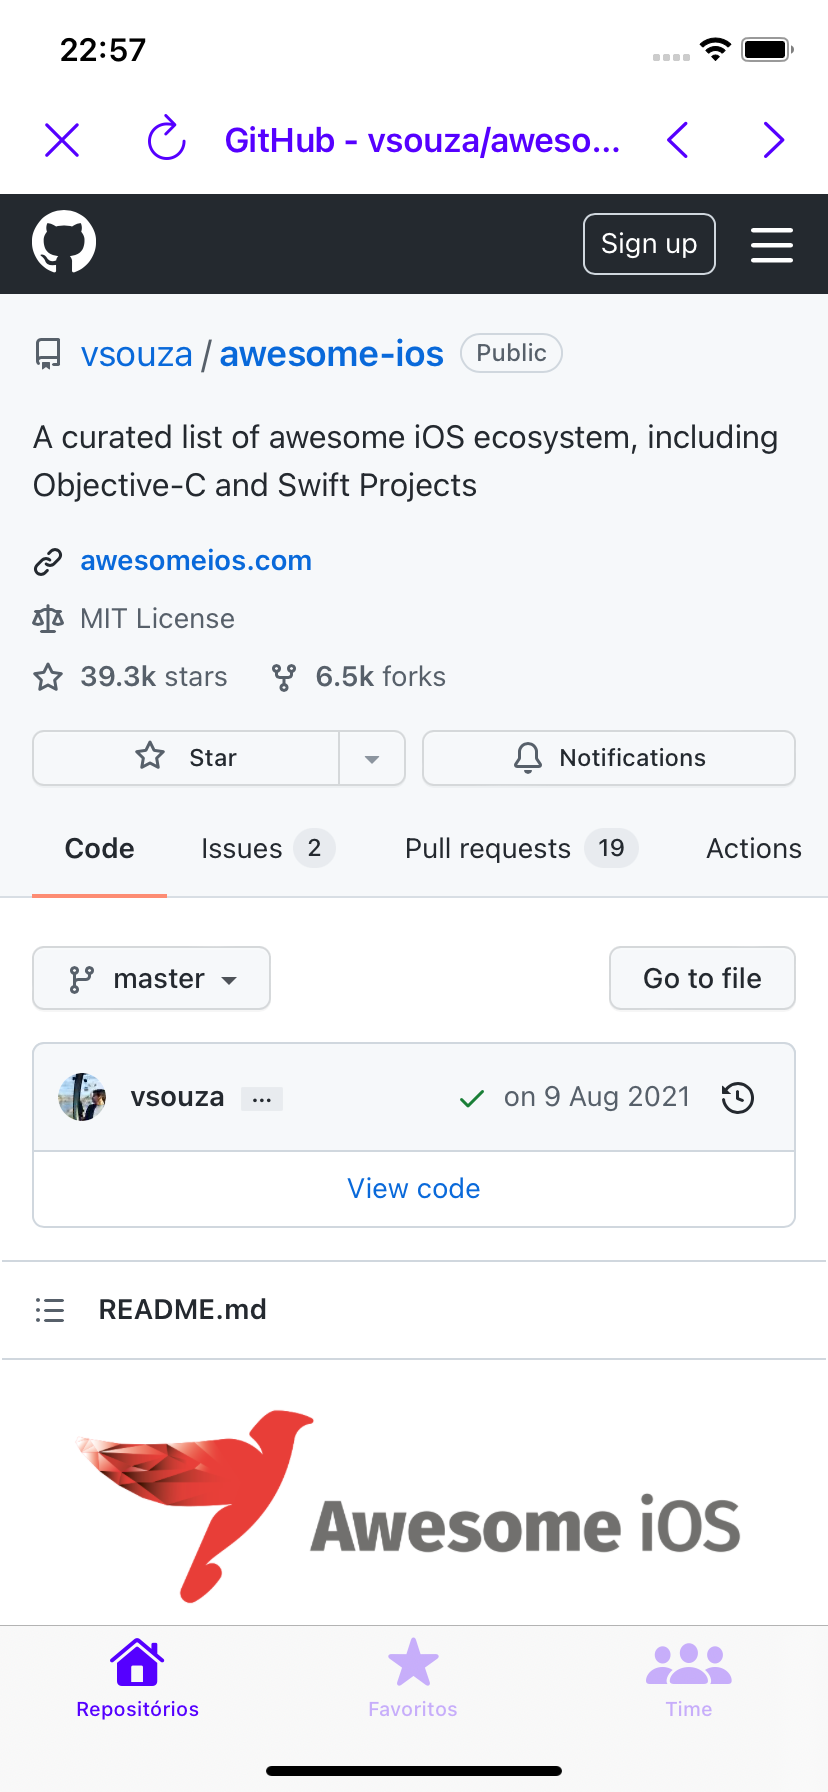 22:57
GitHub - vsouza/aweso...
Sign up
vsouza / awesome-ios Public
A curated list of awesome iOS ecosystem, including
Objective-C and Swift Projects
awesomeios.com
MIT License
39.3k stars 6.5k forks
Star Notifications
Code Issues 2 Pull requests 19 Actions
master Go to file
vsouza ... on 9 Aug 2021
View code
README.md
Awesome iOS
Repositórios Favoritos Time